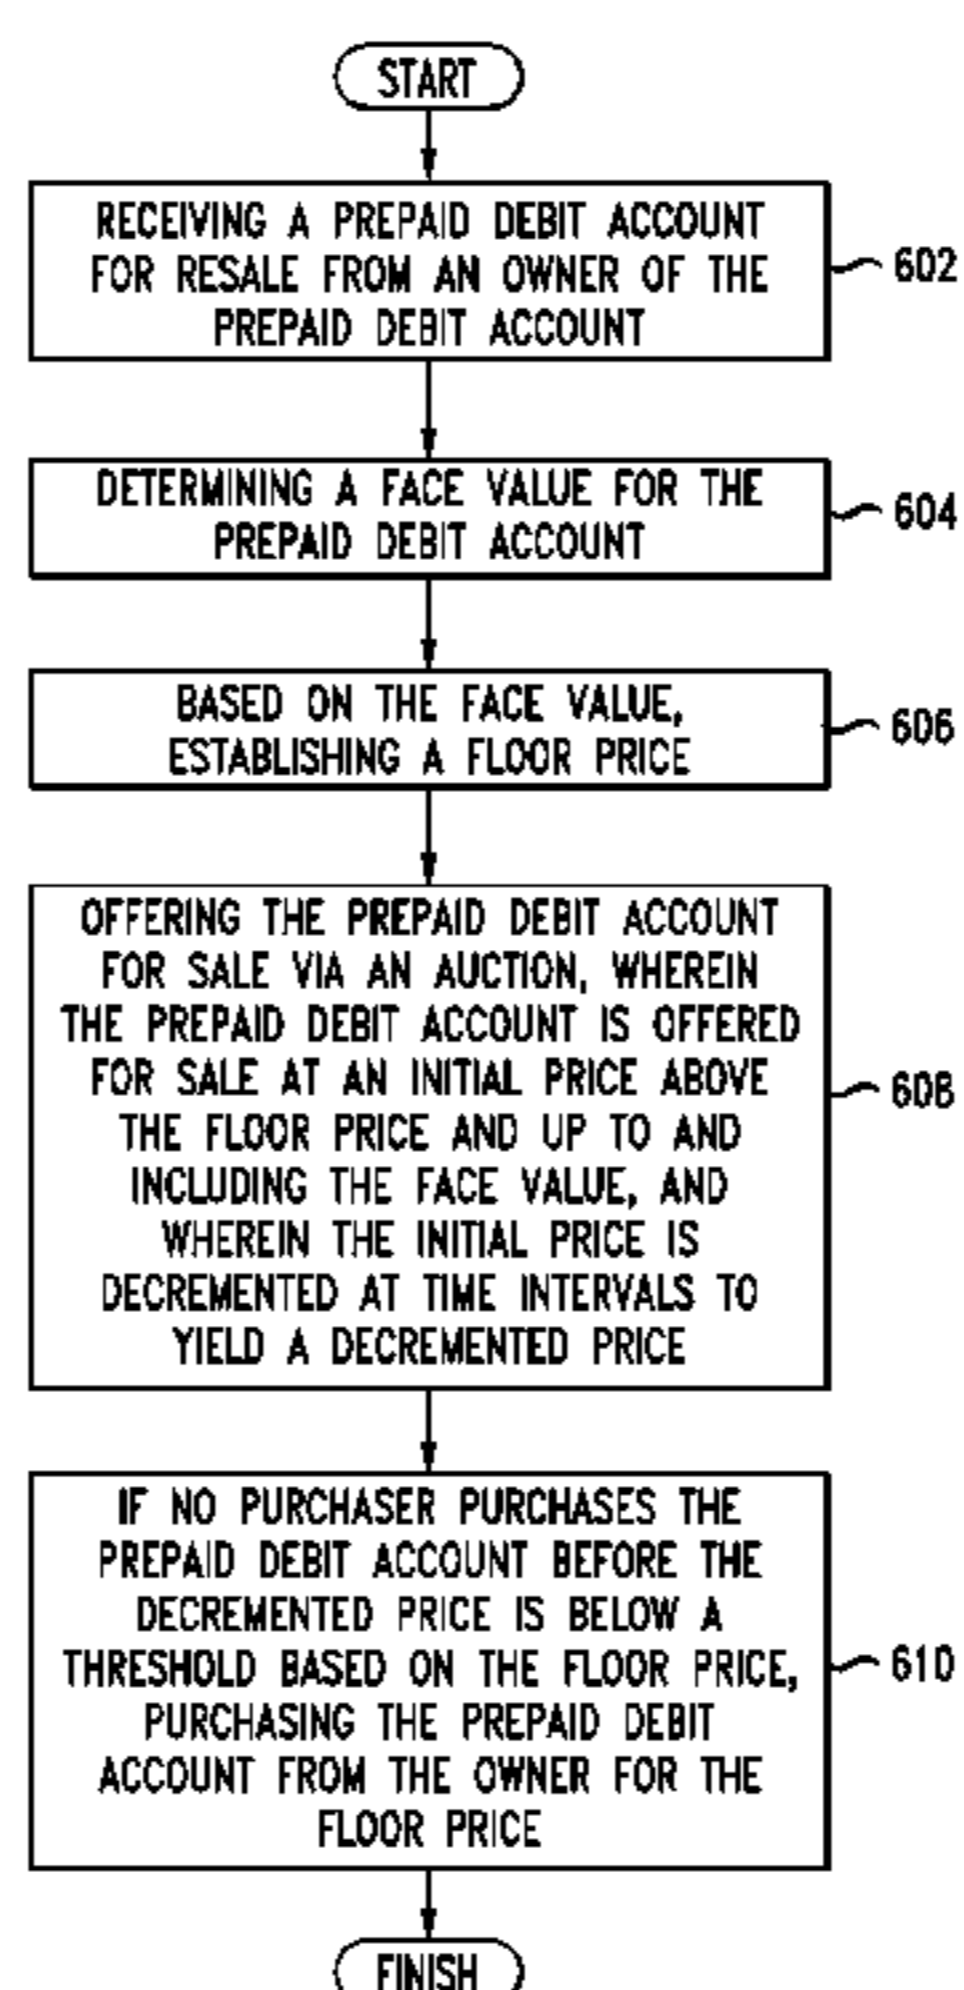 START
RECEIVING A PREPAID DEBIT ACCOUNT
FOR RESALE FROM AN OWNER OF THE
PREPAID DEBIT ACCOUNT
602
DETERMINING A FACE VALUE FOR THE
PREPAID DEBIT ACCOUNT
604
BASED ON THE FACE VALUE,
ESTABLISHING A FLOOR PRICE
606
OFFERING THE PREPAID DEBIT ACCOUNT
FOR SALE VIA AN AUCTION, WHEREIN
THE PREPAID DEBIT ACCOUNT IS OFFERED
FOR SALE AT AN INITIAL PRICE ABOVE
THE FLOOR PRICE AND UP TO AND
INCLUDING THE FACE VALUE, AND
WHEREIN THE INITIAL PRICE IS
DECREMENTED AT TIME INTERVALS TO
YIELD A DECREMENTED PRICE
608
IF NO PURCHASER PURCHASES THE
PREPAID DEBIT ACCOUNT BEFORE THE
DECREMENTED PRICE IS BELOW A
THRESHOLD BASED ON THE FLOOR PRICE,
PURCHASING THE PREPAID DEBIT
ACCOUNT FROM THE OWNER FOR THE
FLOOR PRICE
610
FINISH